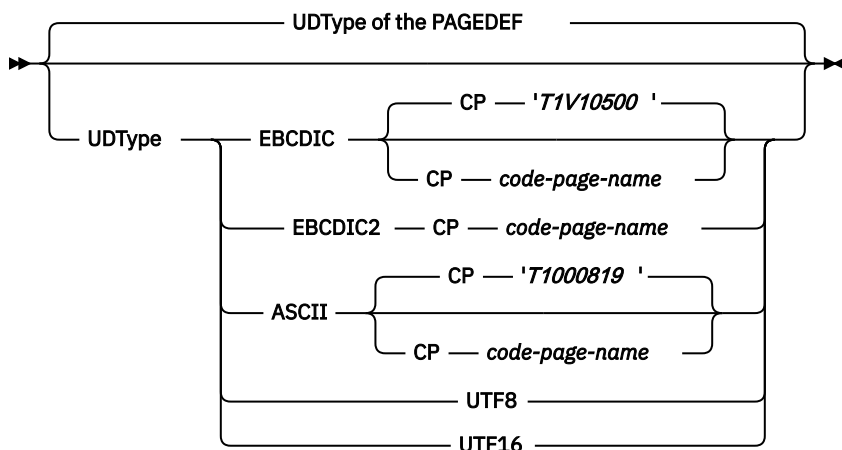 UDType of the PAGEDEF
CP 'T1V10500 '
UDType EBCDIC
CP code-page-name
EBCDIC2 CP code-page-name
CP 'T1000819 '
ASCII
CP code-page-name
UTF8
UTF16